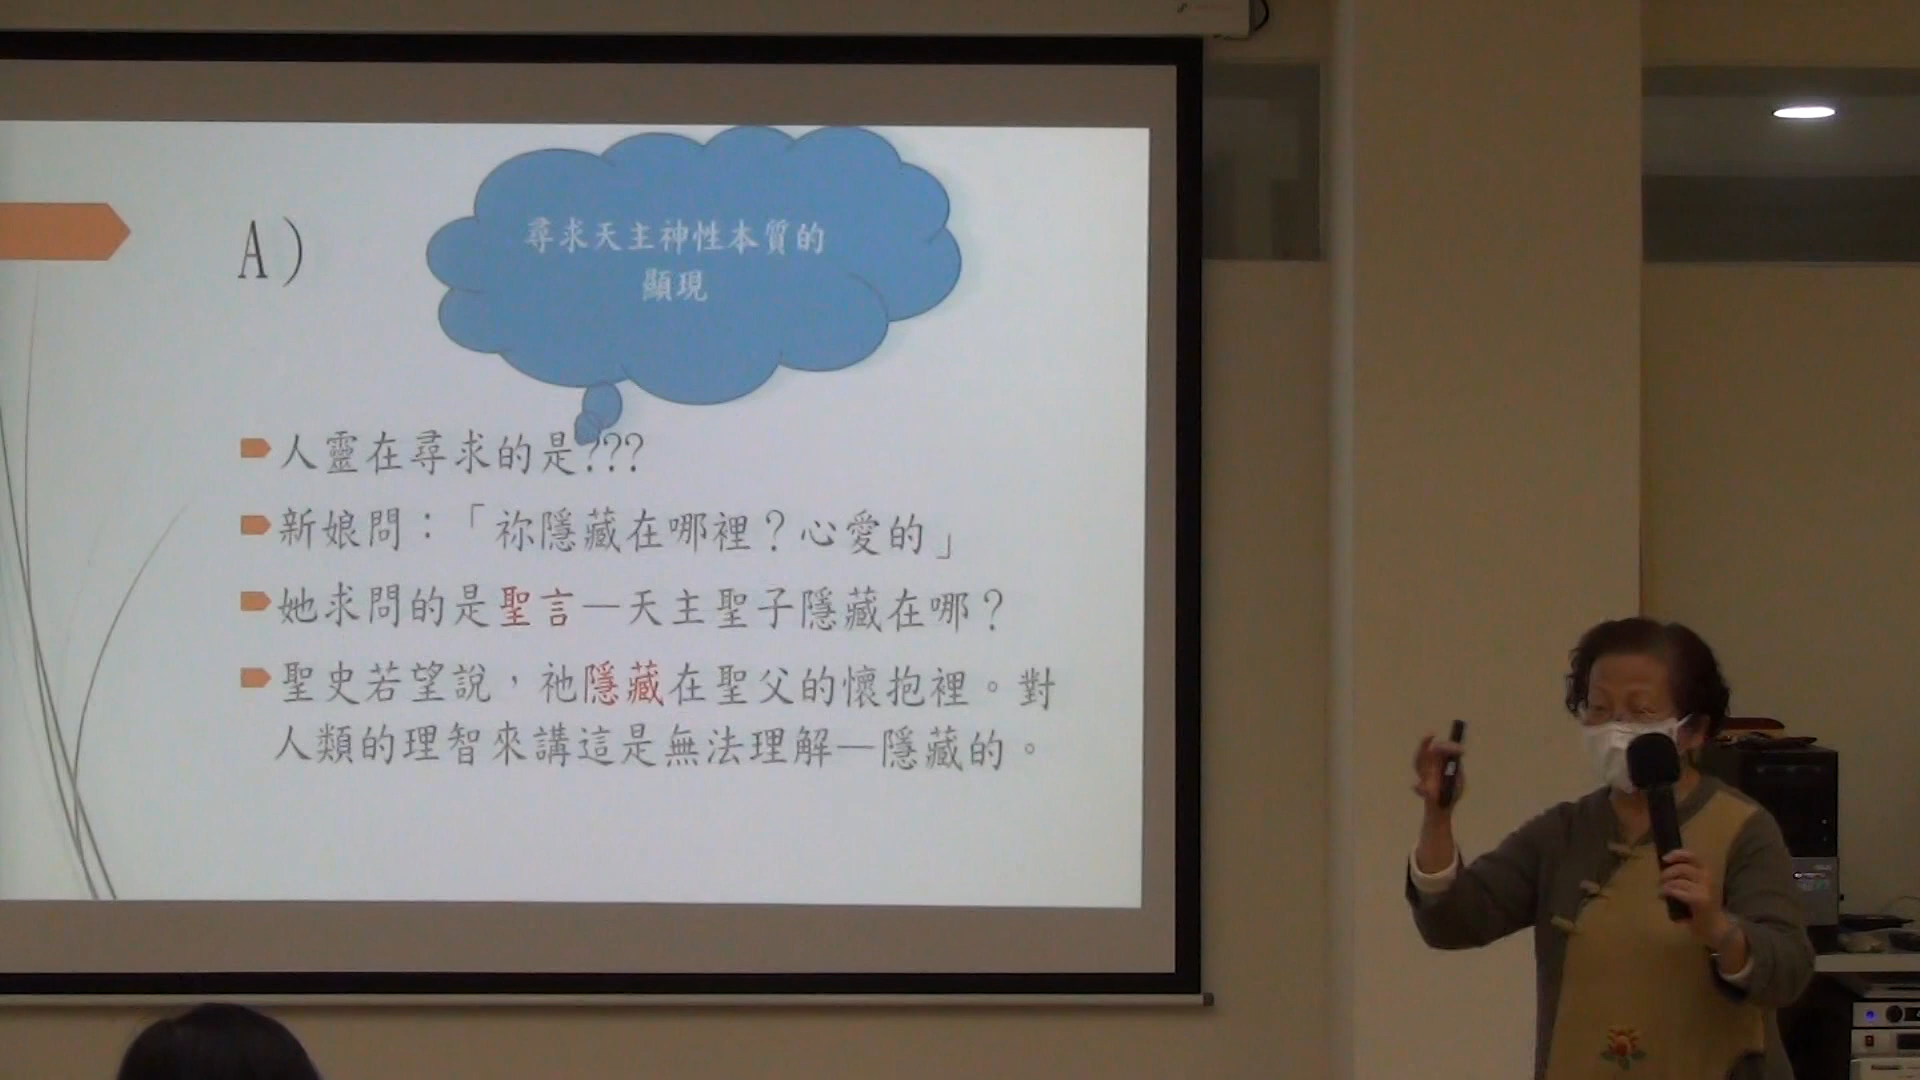 A)
尋求天主神性本質的
顯現
人靈在尋求的是???
新娘問：「祢隱藏在哪裡？心愛的」
她求問的是聖言—天主聖子隱藏在哪？
聖史若望說，祂隱藏在聖父的懷抱裡。對
人類的理智來講這是無法理解—隱藏的。